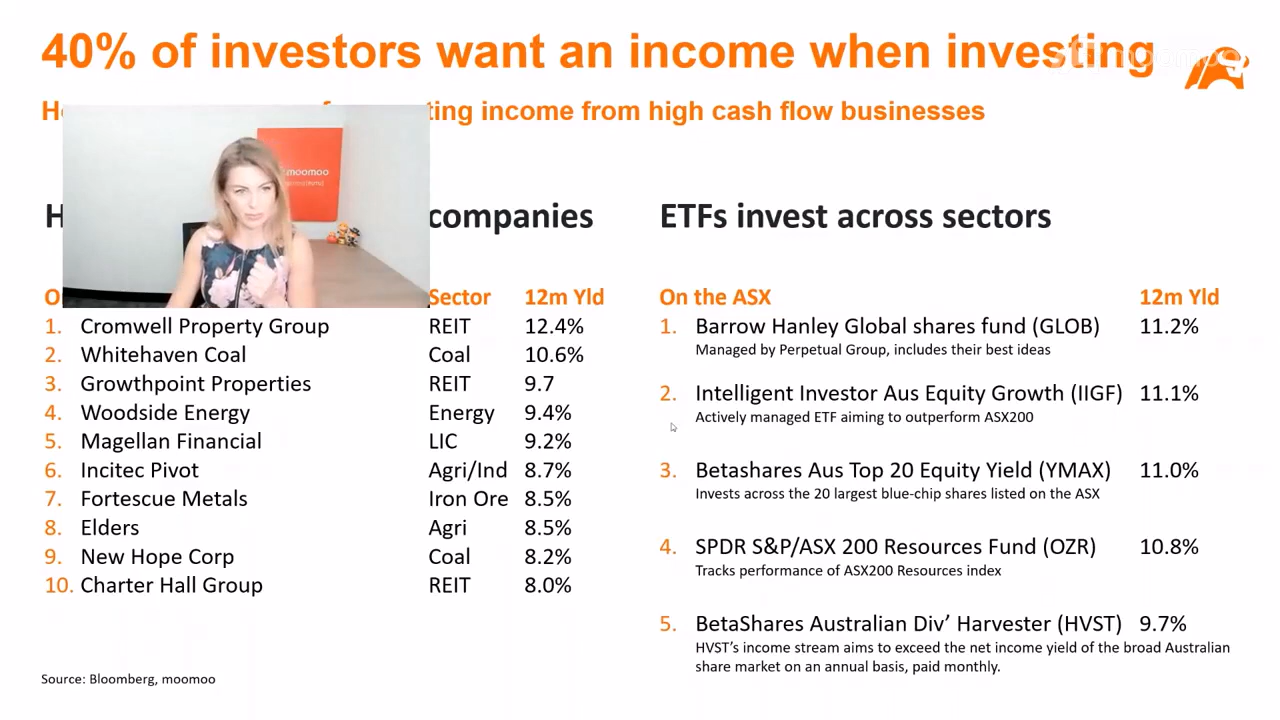 40% of investors want an income when investing
moomoo
ting income from high cash flow businesses
moomoo
companies
ETFs invest across sectors
Sector 12m Yld
On the ASX 12m Yld
1. Cromwell Property Group REIT 12.4%
2. Whitehaven Coal Coal 10.6%
3. Growthpoint Properties REIT 9.7
4. Woodside Energy Energy 9.4%
5. Magellan Financial LIC 9.2%
6. Incitec Pivot Agri/Ind 8.7%
7. Fortescue Metals Iron Ore 8.5%
8. Elders Agri 8.5%
9. New Hope Corp Coal 8.2%
10. Charter Hall Group REIT 8.0%
1. Barrow Hanley Global shares fund (GLOB) 11.2%
Managed by Perpetual Group, includes their best ideas
2. Intelligent Investor Aus Equity Growth (IIGF) 11.1%
Actively managed ETF aiming to outperform ASX200
3. Betashares Aus Top 20 Equity Yield (YMAX) 11.0%
Invests across the 20 largest blue-chip shares listed on the ASX
4. SPDR S&P/ASX 200 Resources Fund (OZR) 10.8%
Tracks performance of ASX200 Resources index
5. BetaShares Australian Div’ Harvester (HVST) 9.7%
HVST’s income stream aims to exceed the net income yield of the broad Australian
share market on an annual basis, paid monthly.
Source: Bloomberg, moomoo